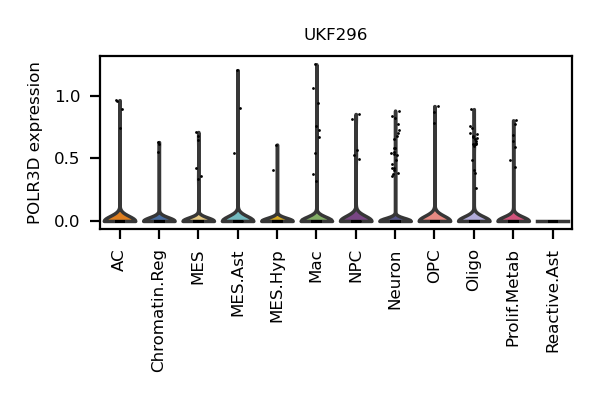 UKF296
POLR3D expression
1.0
0.5
0.0
AC
Chromatin.Reg
MES
MES.Ast
MES.Hyp
Mac
NPC
Neuron
OPC
Oligo
Prolif.Metab
Reactive.Ast